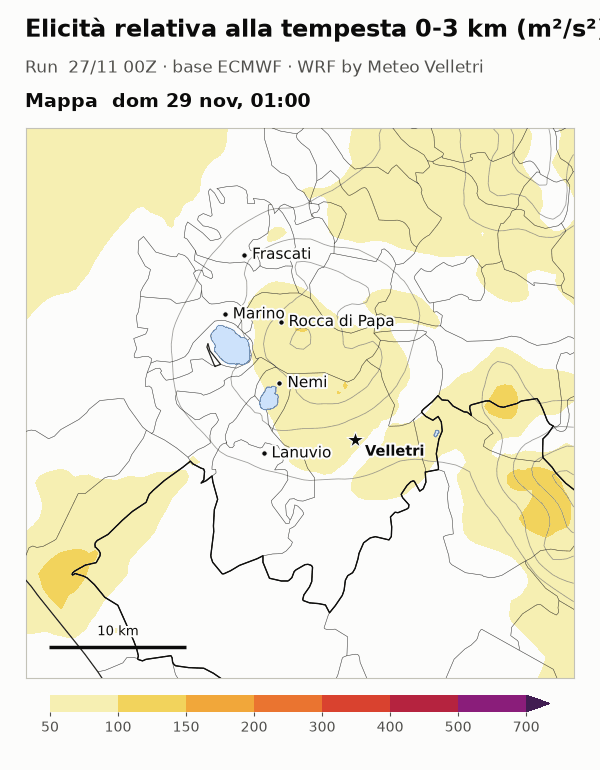 Elicità relativa alla tempesta 0-3 km (m²/s²)
Run  27/11 00Z · base ECMWF · WRF by Meteo Velletri
Mappa  dom 29 nov, 01:00
Frascati
Marino
Rocca di Papa
Nemi
Velletri
Lanuvio
10 km
50 100 150 200 300 400 500 700